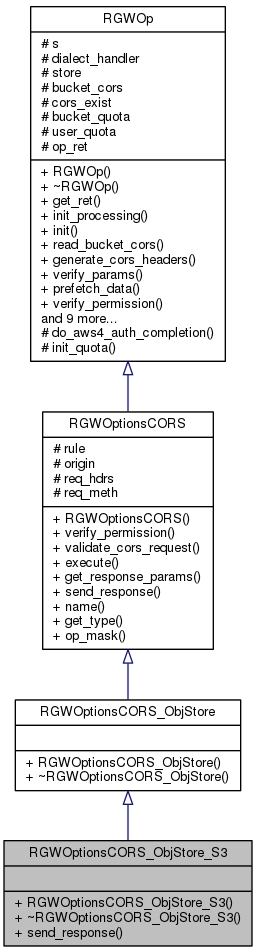 RGWOp
# s
# dialect_handler
# store
# bucket_cors
# cors_exist
# bucket_quota
# user_quota
# op_ret
+ RGWOp()
+ ~RGWOp()
+ get_ret()
+ init_processing()
+ init()
+ read_bucket_cors()
+ generate_cors_headers()
+ verify_params()
+ prefetch_data()
+ verify_permission()
and 9 more...
# do_aws4_auth_completion()
# init_quota()
RGWOptionsCORS
# rule
# origin
# req_hdrs
# req_meth
+ RGWOptionsCORS()
+ verify_permission()
+ validate_cors_request()
+ execute()
+ get_response_params()
+ send_response()
+ name()
+ get_type()
+ op_mask()
RGWOptionsCORS_ObjStore
+ RGWOptionsCORS_ObjStore()
+ ~RGWOptionsCORS_ObjStore()
RGWOptionsCORS_ObjStore_S3
+ RGWOptionsCORS_ObjStore_S3()
+ ~RGWOptionsCORS_ObjStore_S3()
+ send_response()